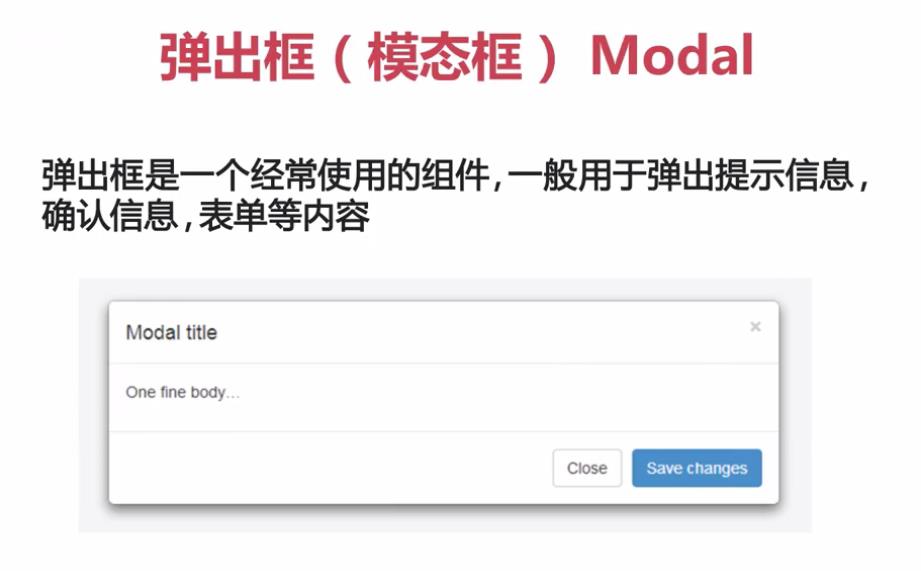 弹出框（模态框） Modal
弹出框是一个经常使用的组件,一般用于弹出提示信息,
确认信息,表单等内容
Modal title ×
One fine body...
Close Save changes